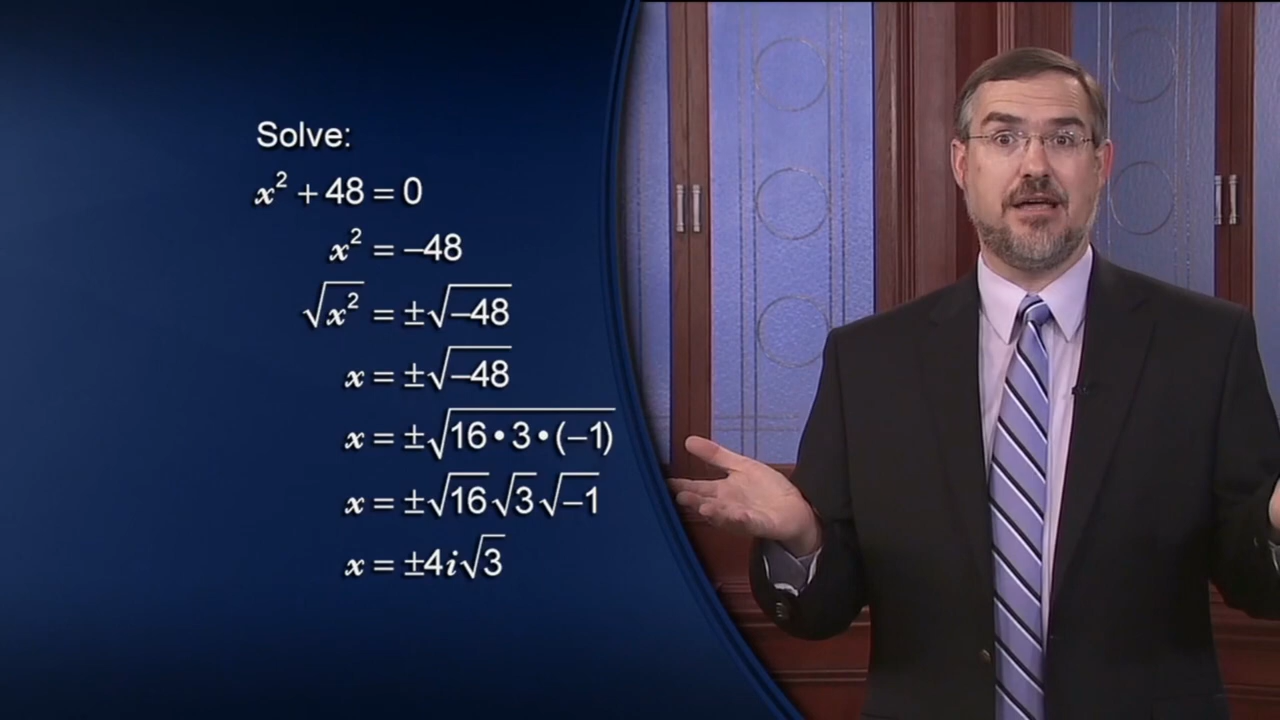 Solve:
x² + 48 = 0
x² = –48
√x² = ±√–48
x = ±√–48
x = ±√16•3•(–1)
x = ±√16√3√–1
x = ±4i√3